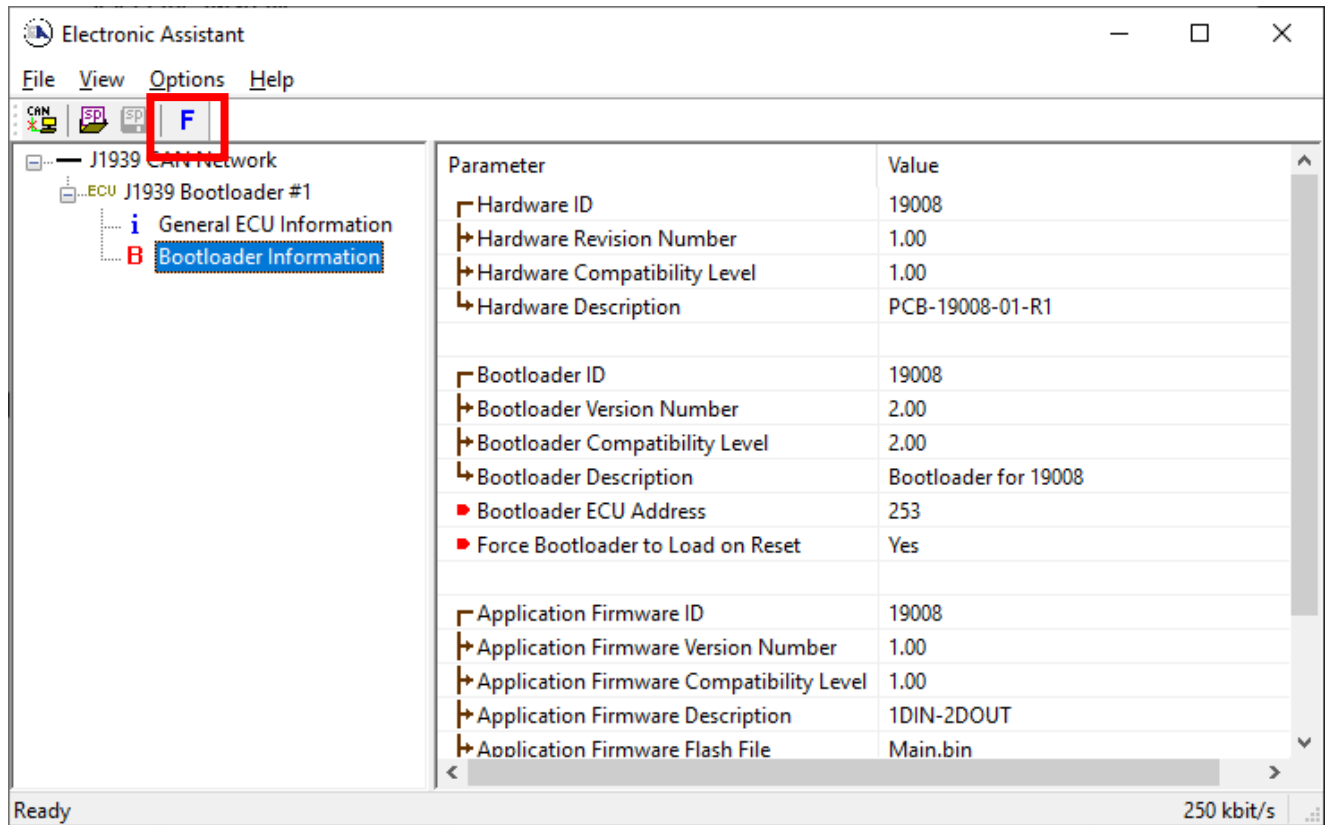 Electronic Assistant
File View Options Help
CAN SP SP F
J1939 CAN Network
ECU J1939 Bootloader #1
i General ECU Information
B Bootloader Information
Parameter Value
Hardware ID 19008
Hardware Revision Number 1.00
Hardware Compatibility Level 1.00
Hardware Description PCB-19008-01-R1
Bootloader ID 19008
Bootloader Version Number 2.00
Bootloader Compatibility Level 2.00
Bootloader Description Bootloader for 19008
Bootloader ECU Address 253
Force Bootloader to Load on Reset Yes
Application Firmware ID 19008
Application Firmware Version Number 1.00
Application Firmware Compatibility Level 1.00
Application Firmware Description 1DIN-2DOUT
Application Firmware Flash File Main.bin
Ready 250 kbit/s